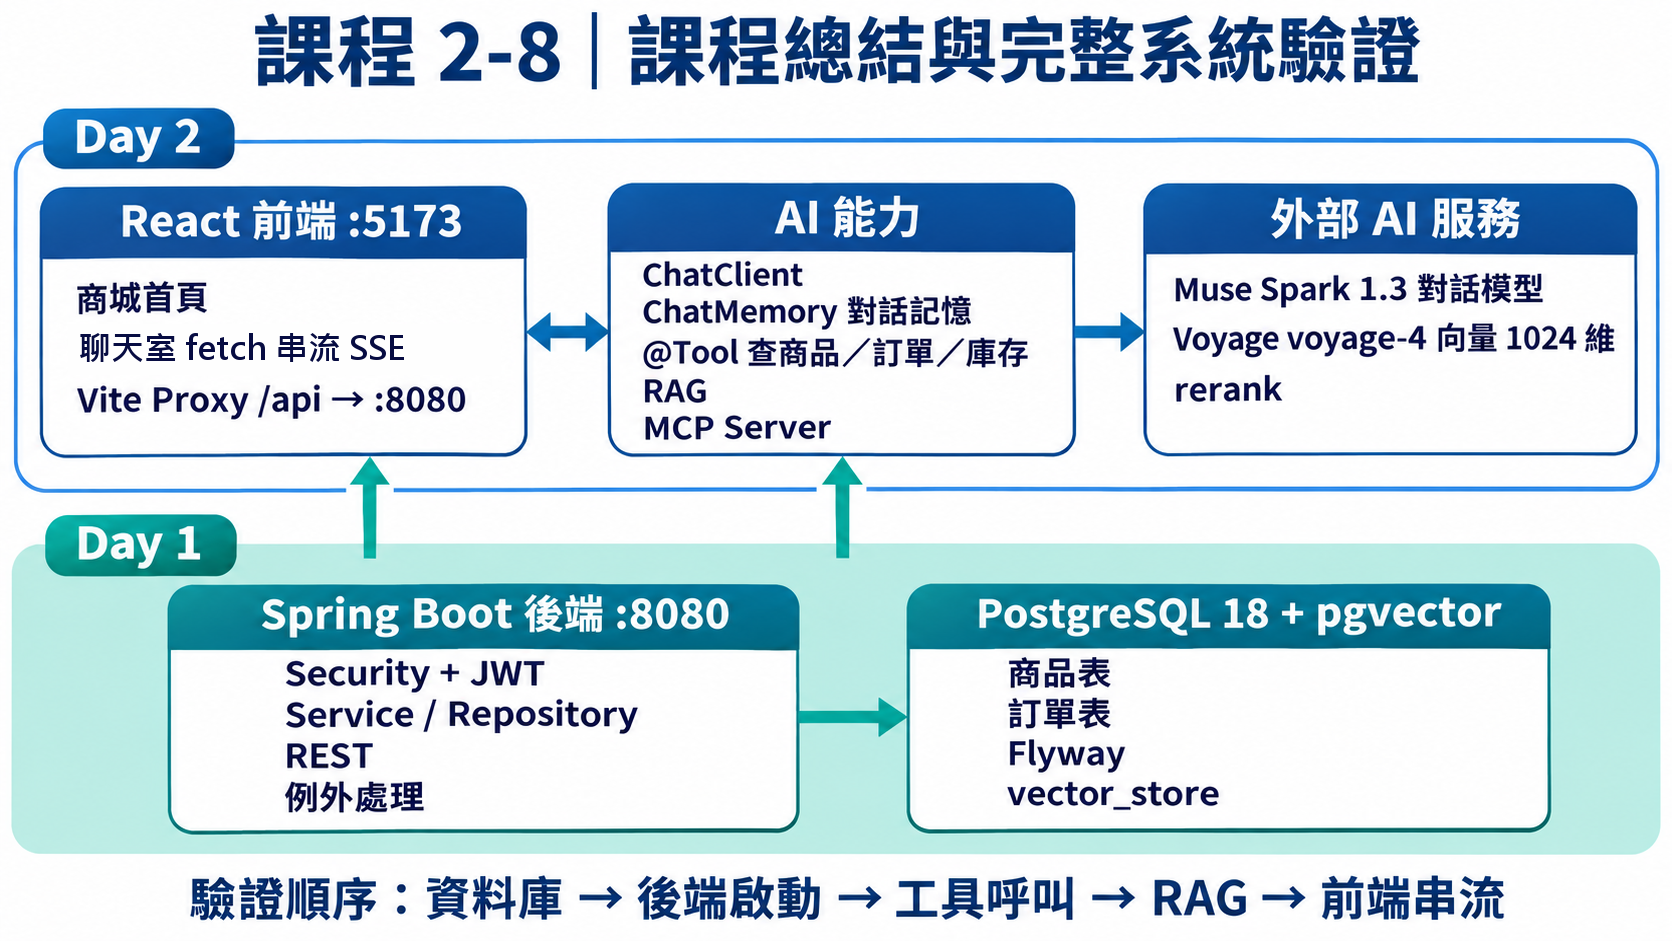 課程 2-8｜課程總結與完整系統驗證
Day 2
React 前端 :5173
商城首頁
聊天室 fetch 串流 SSE
Vite Proxy /api → :8080
AI 能力
ChatClient
ChatMemory 對話記憶
@Tool 查商品／訂單／庫存
RAG
MCP Server
外部 AI 服務
Muse Spark 1.3 對話模型
Voyage voyage-4 向量 1024 維
rerank
Day 1
Spring Boot 後端 :8080
Security + JWT
Service / Repository
REST
例外處理
PostgreSQL 18 + pgvector
商品表
訂單表
Flyway
vector_store
驗證順序：資料庫 → 後端啟動 → 工具呼叫 → RAG → 前端串流